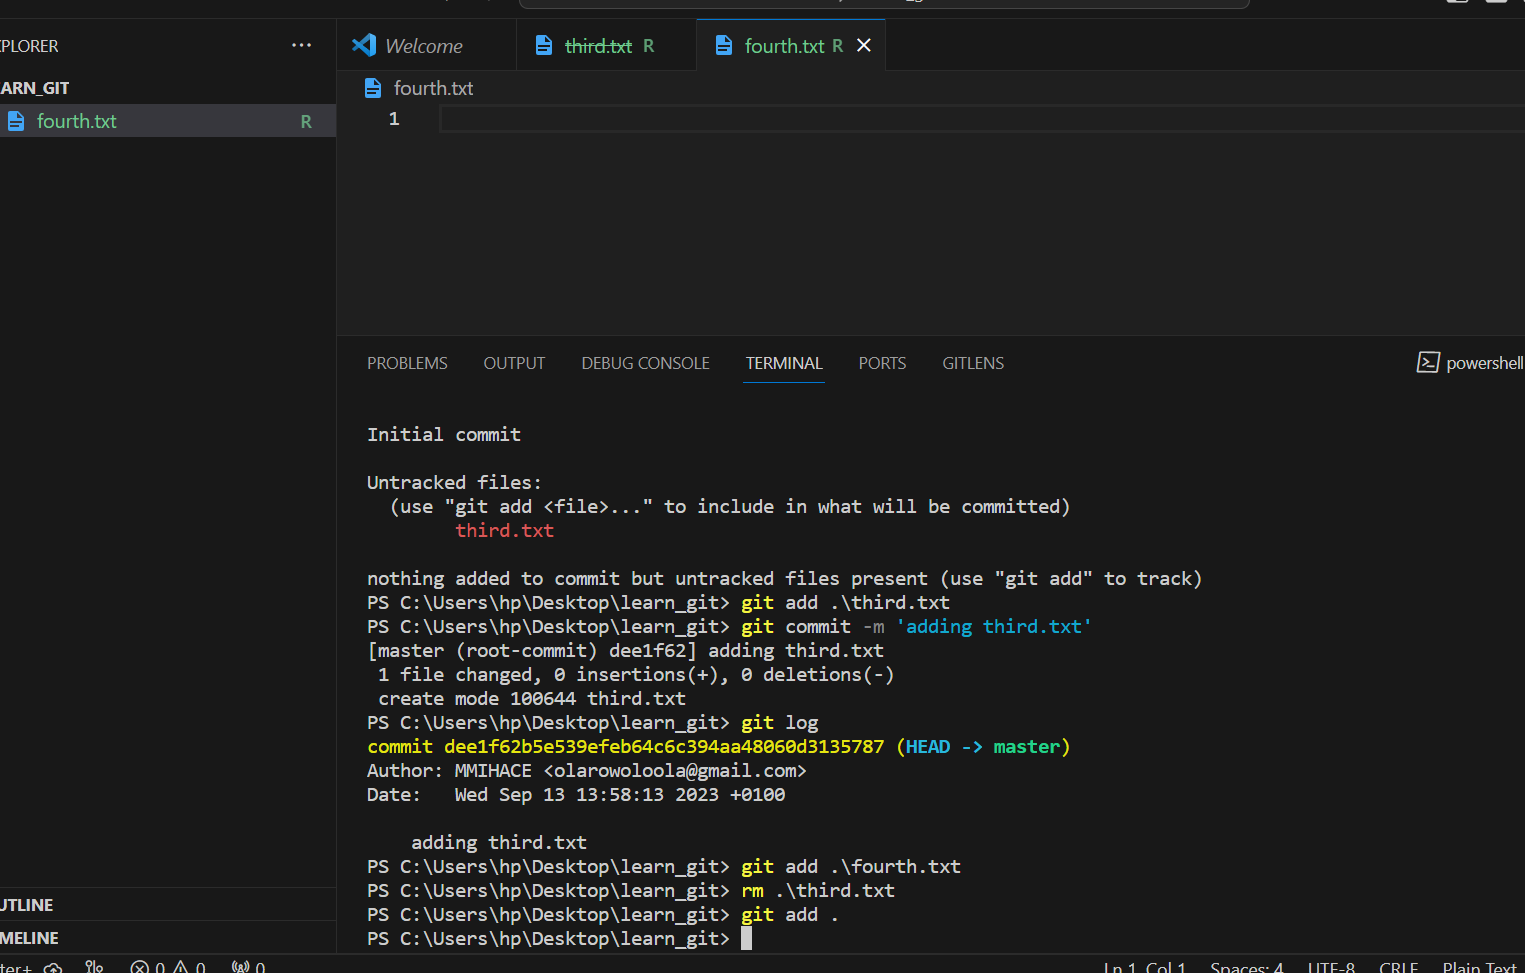 PLORER
ARN_GIT
fourth.txt R
Welcome
third.txt R
fourth.txt R
fourth.txt
1
PROBLEMS OUTPUT DEBUG CONSOLE TERMINAL PORTS GITLENS
powershell
Initial commit
Untracked files:
(use "git add <file>..." to include in what will be committed)
third.txt
nothing added to commit but untracked files present (use "git add" to track)
PS C:\Users\hp\Desktop\learn_git> git add .\third.txt
PS C:\Users\hp\Desktop\learn_git> git commit -m 'adding third.txt'
[master (root-commit) dee1f62] adding third.txt
1 file changed, 0 insertions(+), 0 deletions(-)
create mode 100644 third.txt
PS C:\Users\hp\Desktop\learn_git> git log
commit dee1f62b5e539efeb64c6c394aa48060d3135787 (HEAD -> master)
Author: MMIHACE <olarowoloola@gmail.com>
Date:   Wed Sep 13 13:58:13 2023 +0100
adding third.txt
PS C:\Users\hp\Desktop\learn_git> git add .\fourth.txt
PS C:\Users\hp\Desktop\learn_git> rm .\third.txt
PS C:\Users\hp\Desktop\learn_git> git add .
PS C:\Users\hp\Desktop\learn_git>
UTLINE
MELINE
ter+ 0 0 0 Ln 1, Col 1 Spaces: 4 UTF-8 CRLF Plain Text